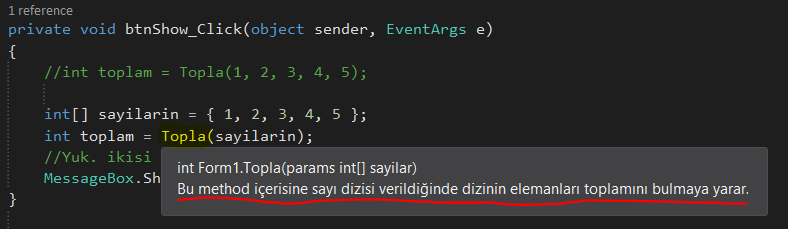 1 reference
private void btnShow_Click(object sender, EventArgs e)
{
//int toplam = Topla(1, 2, 3, 4, 5);
int[] sayilarin = { 1, 2, 3, 4, 5 };
int toplam = Topla(sayilarin);
//Yuk. ikisi
int Form1.Topla(params int[] sayilar)
MessageBox.Sh
Bu method içerisine sayı dizisi verildiğinde dizinin elemanları toplamını bulmaya yarar.
}